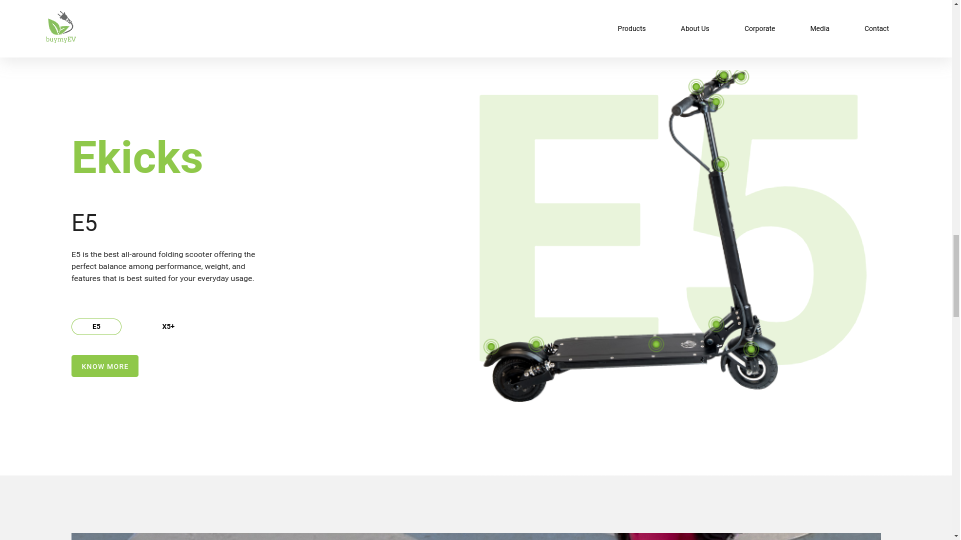 buymyEV
Products
About Us
Corporate
Media
Contact
E5
Ekicks
E5
E5 is the best all-around folding scooter offering the
perfect balance among performance, weight, and
features that is best suited for your everyday usage.
E5
X5+
KNOW MORE